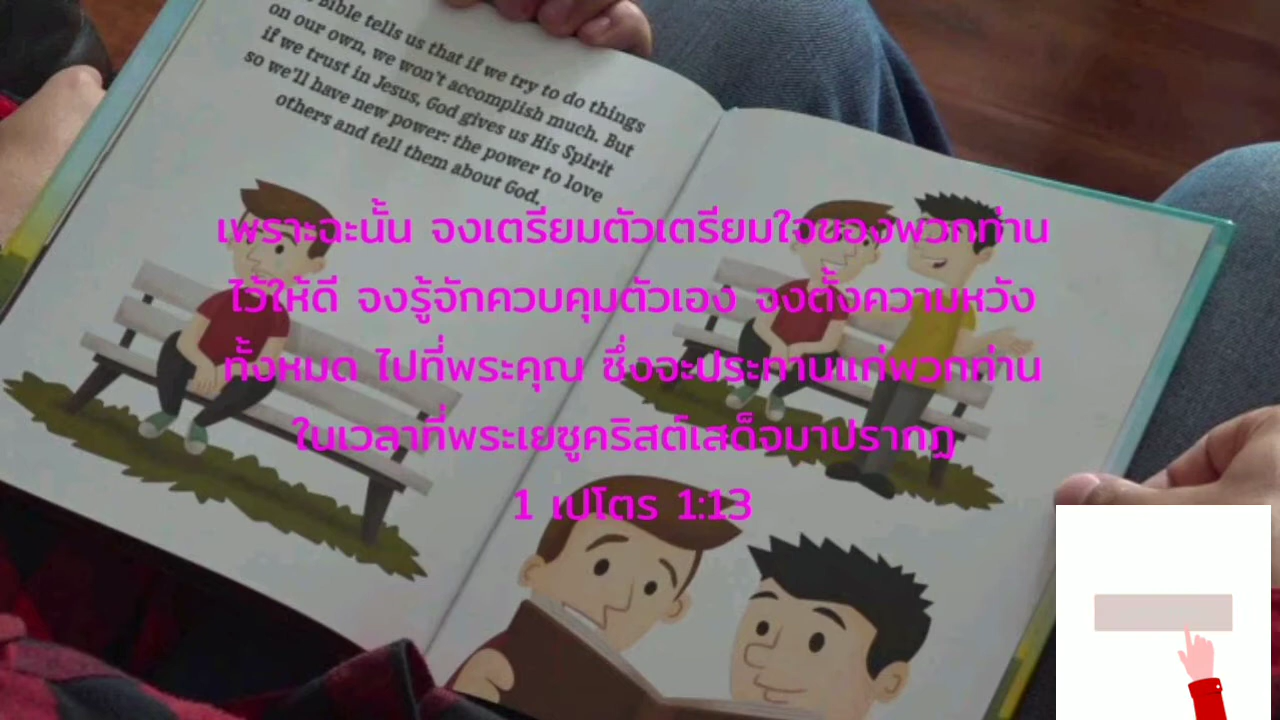 Bible tells us that if we try to do things
on our own, we won't accomplish much. But
if we trust in Jesus, God gives us His Spirit
so we'll have new power: the power to love
others and tell them about God.
เพราะฉะนั้น จงเตรียมตัวเตรียมใจของพวกท่าน
ไว้ให้ดี จงรู้จักควบคุมตัวเอง จงตั้งความหวัง
ทั้งหมด ไปที่พระคุณ ซึ่งจะประทานแก่พวกท่าน
ในเวลาที่พระเยซูคริสต์เสด็จมาปรากฏ
1 เปโตร 1:13